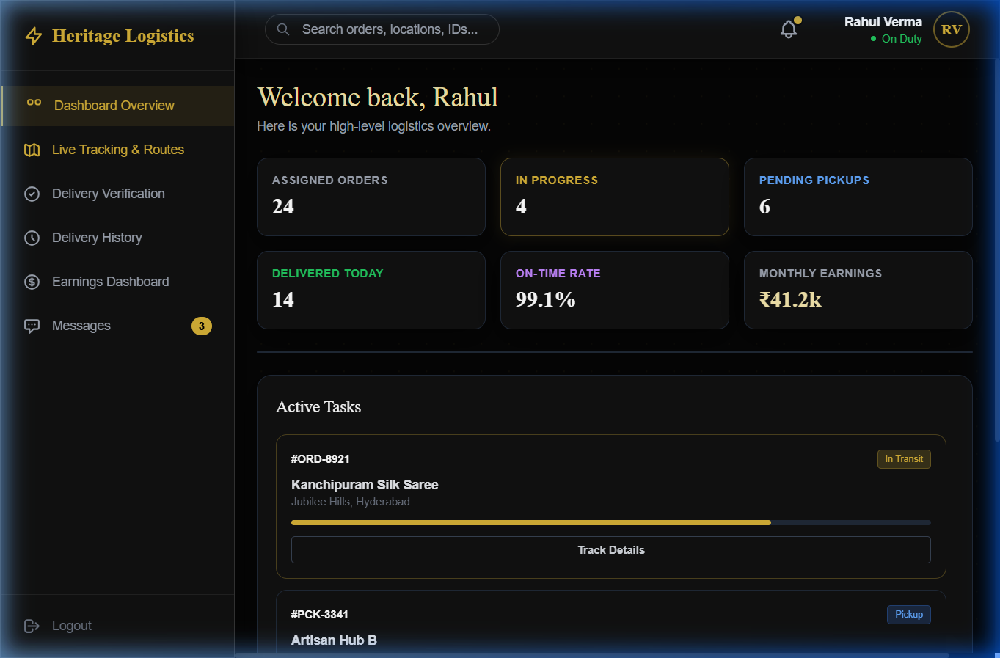 Heritage Logistics
Search orders, locations, IDs...
Rahul Verma
On Duty
RV
Dashboard Overview
Live Tracking & Routes
Delivery Verification
Delivery History
Earnings Dashboard
Messages
3
Logout
Welcome back, Rahul
Here is your high-level logistics overview.
ASSIGNED ORDERS
24
IN PROGRESS
4
PENDING PICKUPS
6
DELIVERED TODAY
14
ON-TIME RATE
99.1%
MONTHLY EARNINGS
₹41.2k
Active Tasks
#ORD-8921
In Transit
Kanchipuram Silk Saree
Jubilee Hills, Hyderabad
Track Details
#PCK-3341
Pickup
Artisan Hub B